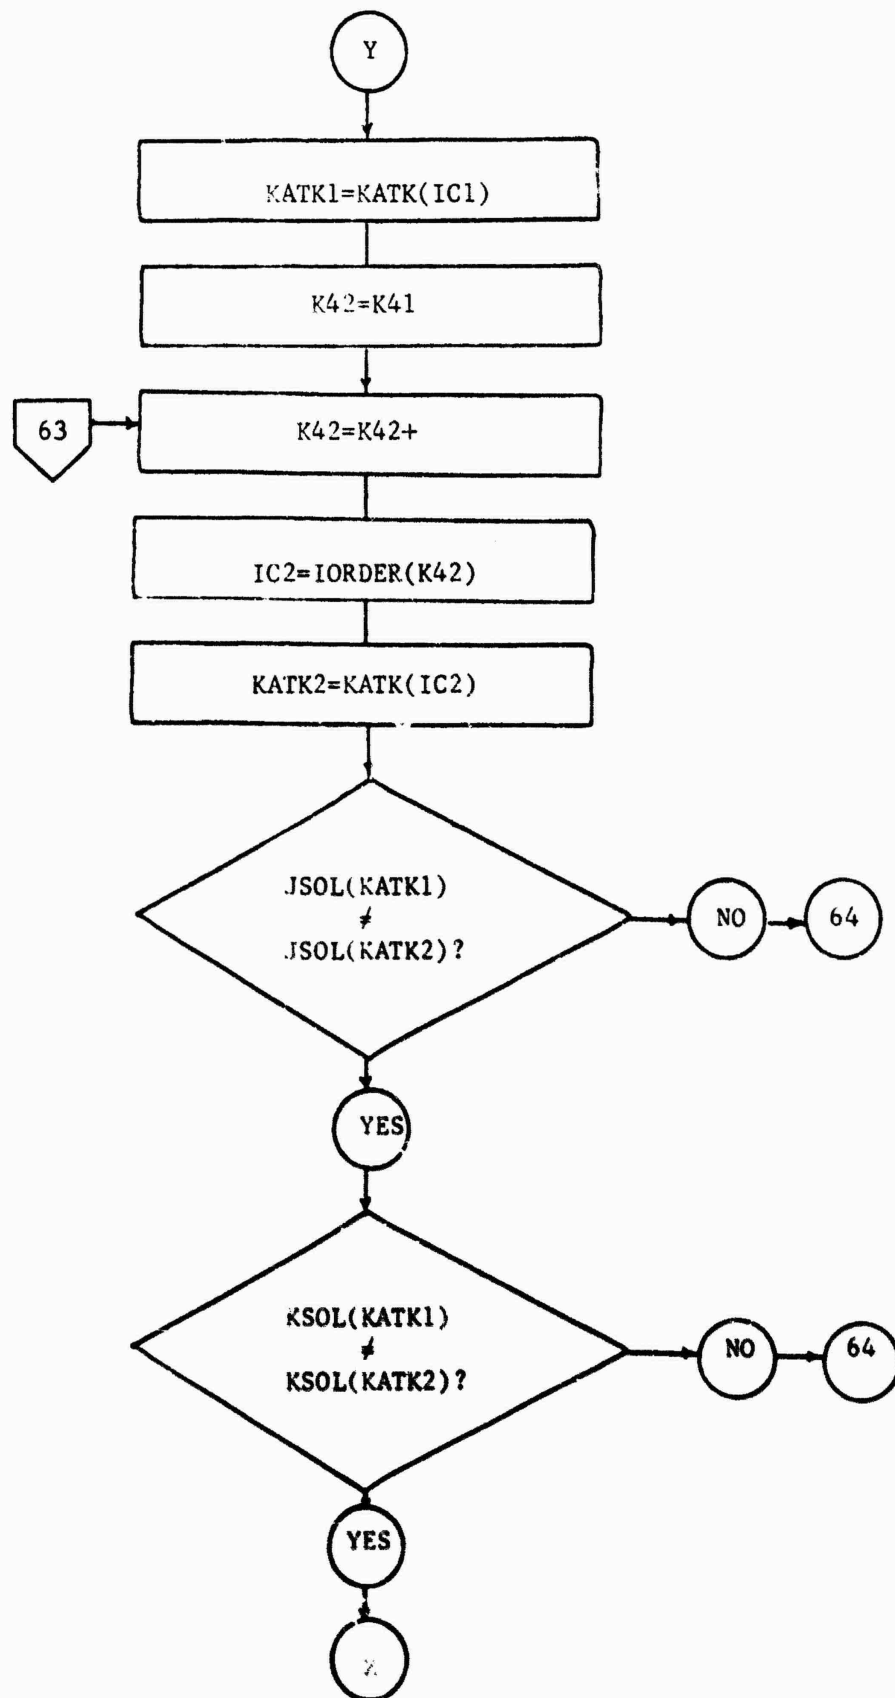 Y
KATK1=KATK(IC1)
K42=K41
63
K42=K42+
IC2=IORDER(K42)
KATK2=KATK(IC2)
JSOL(KATK1)
≠
JSOL(KATK2)?
NO
64
YES
KSOL(KATK1)
≠
KSOL(KATK2)?
NO
64
YES